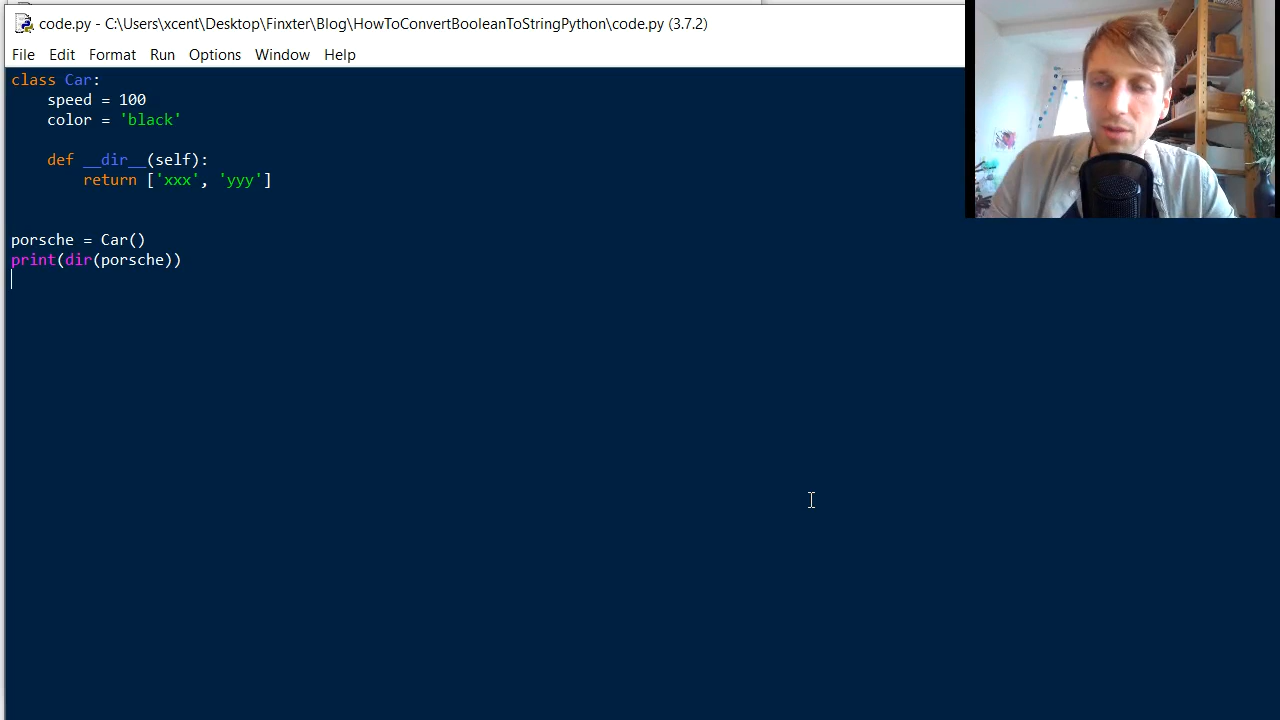 code.py - C:\Users\xcent\Desktop\Finxter\Blog\HowToConvertBooleanToStringPython\code.py (3.7.2)
File Edit Format Run Options Window Help
class Car:
    speed = 100
    color = 'black'
    def __dir__(self):
        return ['xxx', 'yyy']
porsche = Car()
print(dir(porsche))